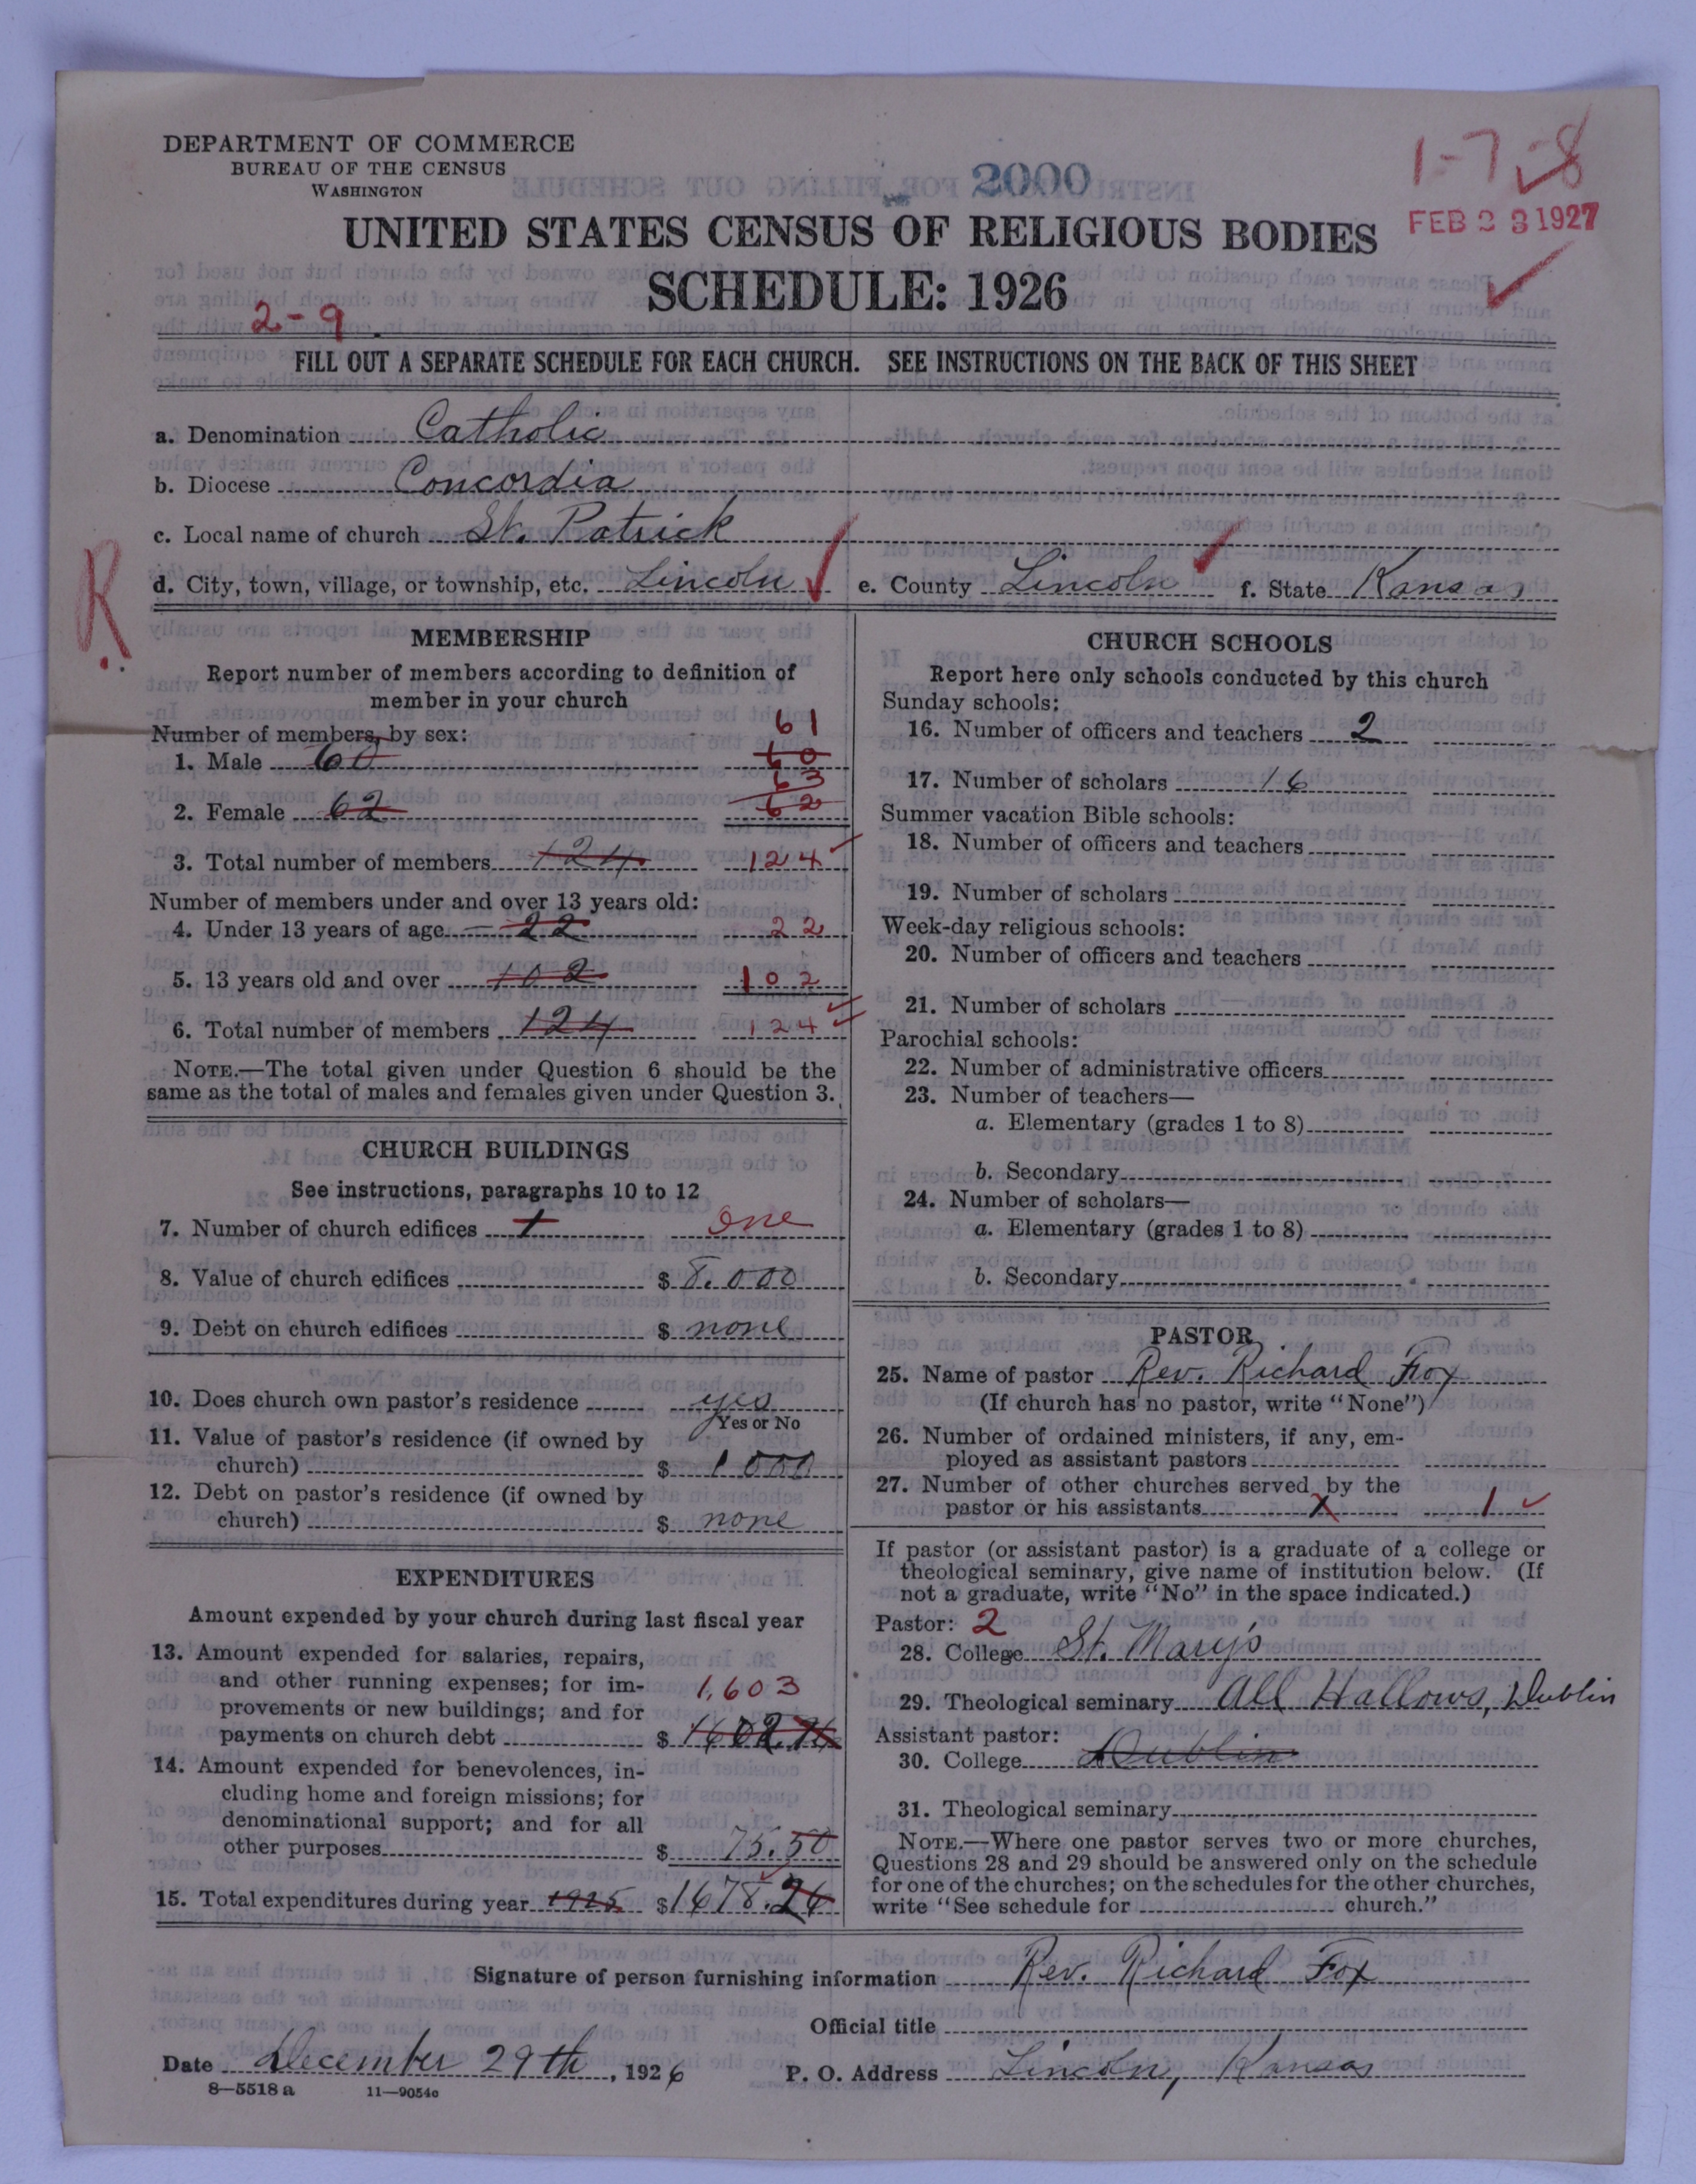 DEPARTMENT OF COMMERCE
BUREAU OF THE CENSUS
WASHINGTON
2000
1-7-8
FEB 23 1927
UNITED STATES CENSUS OF RELIGIOUS BODIES
SCHEDULE: 1926
2-9
FILL OUT A SEPARATE SCHEDULE FOR EACH CHURCH. SEE INSTRUCTIONS ON THE BACK OF THIS SHEET
a. Denomination Catholic
b. Diocese Concordia
c. Local name of church St. Patrick
d. City, town, village, or township, etc. Lincoln e. County Lincoln f. State Kansas
R
MEMBERSHIP
Report number of members according to definition of
member in your church
Number of members, by sex:
61
1. Male 60 60
63
2. Female 62 62
3. Total number of members 124 124
Number of members under and over 13 years old:
4. Under 13 years of age 22 22
5. 13 years old and over 102 102
6. Total number of members 124 124
NOTE.—The total given under Question 6 should be the
same as the total of males and females given under Question 3.
CHURCH BUILDINGS
See instructions, paragraphs 10 to 12
7. Number of church edifices 1 One
8. Value of church edifices $ 8.000
9. Debt on church edifices $ none
10. Does church own pastor's residence yes
Yes or No
11. Value of pastor's residence (if owned by
church) $ 1000
12. Debt on pastor's residence (if owned by
church) $ none
EXPENDITURES
Amount expended by your church during last fiscal year
13. Amount expended for salaries, repairs,
and other running expenses; for im-
1,603
provements or new buildings; and for
payments on church debt $ 1602.76
14. Amount expended for benevolences, in-
cluding home and foreign missions; for
denominational support; and for all
other purposes $ 75.50
15. Total expenditures during year 1925 $ 1678.26
CHURCH SCHOOLS
Report here only schools conducted by this church
Sunday schools:
16. Number of officers and teachers 2
17. Number of scholars 16
Summer vacation Bible schools:
18. Number of officers and teachers
19. Number of scholars
Week-day religious schools:
20. Number of officers and teachers
21. Number of scholars
Parochial schools:
22. Number of administrative officers
23. Number of teachers—
a. Elementary (grades 1 to 8)
b. Secondary
24. Number of scholars—
a. Elementary (grades 1 to 8)
b. Secondary
PASTOR
25. Name of pastor Rev. Richard Fox
(If church has no pastor, write "None")
26. Number of ordained ministers, if any, em-
ployed as assistant pastors
27. Number of other churches served by the
pastor or his assistants X 1
If pastor (or assistant pastor) is a graduate of a college or
theological seminary, give name of institution below. (If
not a graduate, write "No" in the space indicated.)
Pastor: 2
28. College St. Mary's
29. Theological seminary All Hallows, Dublin
Assistant pastor:
30. College Dublin
31. Theological seminary
NOTE.—Where one pastor serves two or more churches,
Questions 28 and 29 should be answered only on the schedule
for one of the churches; on the schedules for the other churches,
write "See schedule for church."
Signature of person furnishing information Rev. Richard Fox
Official title
Date December 29th, 1926 P. O. Address Lincoln, Kansas
8—5518 a 11—9054c